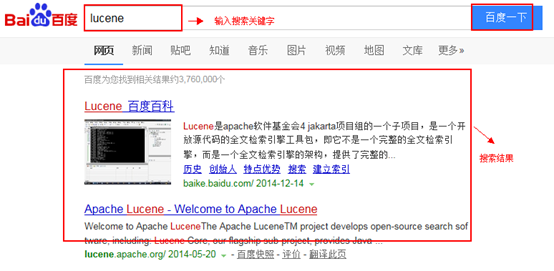 Bai du 百度 lucene 输入搜索关键字 百度一下
网页 新闻 贴吧 知道 音乐 图片 视频 地图 文库 更多»
百度为您找到相关结果约3,760,000个
Lucene_百度百科
Lucene是apache软件基金会4 jakarta项目组的一个子项目，是一个开
放源代码的全文检索引擎工具包，即它不是一个完整的全文检索引
擎，而是一个全文检索引擎的架构，提供了完整的...
历史 创始人 特点优势 搜索 建立索引
baike.baidu.com/ 2014-12-14
搜索结果
Apache Lucene - Welcome to Apache Lucene
Welcome to Apache LuceneThe Apache LuceneTM project develops open-source search sof
tware, including: Lucene Core, our flagship sub-project, provides Java ...
lucene.apache.org/ 2014-05-20 - 百度快照 - 评价 - 翻译此页